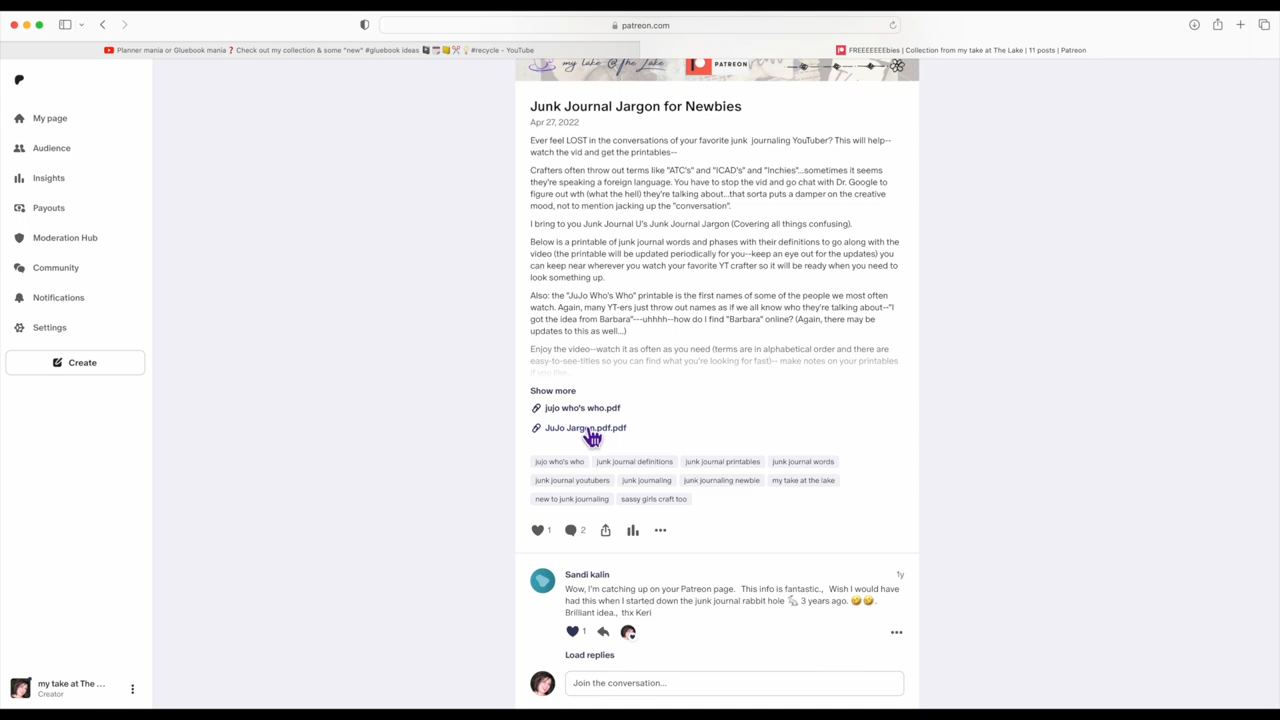 patreon.com
Planner mania or Gluebook mania❓ Check out my collection & some "new" #gluebook ideas 📓📆📒✂️💡#recycle - YouTube
FREEEEEEbies | Collection from my take at The Lake | 11 posts | Patreon
my lake @The Lake
PATREON
My page
Audience
Insights
Payouts
Moderation Hub
Community
Notifications
Settings
Create
my take at The ...
Creator
Junk Journal Jargon for Newbies
Apr 27, 2022
Ever feel LOST in the conversations of your favorite junk journaling YouTuber? This will help--
watch the vid and get the printables--
Crafters often throw out terms like "ATC's" and "ICAD's" and "Inchies"...sometimes it seems
they're speaking a foreign language. You have to stop the vid and go chat with Dr. Google to
figure out wth (what the hell) they're talking about...that sorta puts a damper on the creative
mood, not to mention jacking up the "conversation".
I bring to you Junk Journal U's Junk Journal Jargon (Covering all things confusing).
Below is a printable of junk journal words and phases with their definitions to go along with the
video (the printable will be updated periodically for you--keep an eye out for the updates) you
can keep near wherever you watch your favorite YT crafter so it will be ready when you need to
look something up.
Also: the "JuJo Who's Who" printable is the first names of some of the people we most often
watch. Again, many YT-ers just throw out names as if we all know who they're talking about--"I
got the idea from Barbara"---uhhhh--how do I find "Barbara" online? (Again, there may be
updates to this as well...)
Enjoy the video--watch it as often as you need (terms are in alphabetical order and there are
easy-to-see-titles so you can find what you're looking for fast)-- make notes on your printables
if you like...
Show more
jujo who's who.pdf
JuJo Jargon.pdf.pdf
jujo who's who
junk journal definitions
junk journal printables
junk journal words
junk journal youtubers
junk journaling
junk journaling newbie
my take at the lake
new to junk journaling
sassy girls craft too
1
2
Sandi kalin
1y
Wow, I'm catching up on your Patreon page. This info is fantastic., Wish I would have
had this when I started down the junk journal rabbit hole 🐇 3 years ago. 🤣🤣.
Brilliant idea., thx Keri
1
Load replies
Join the conversation...